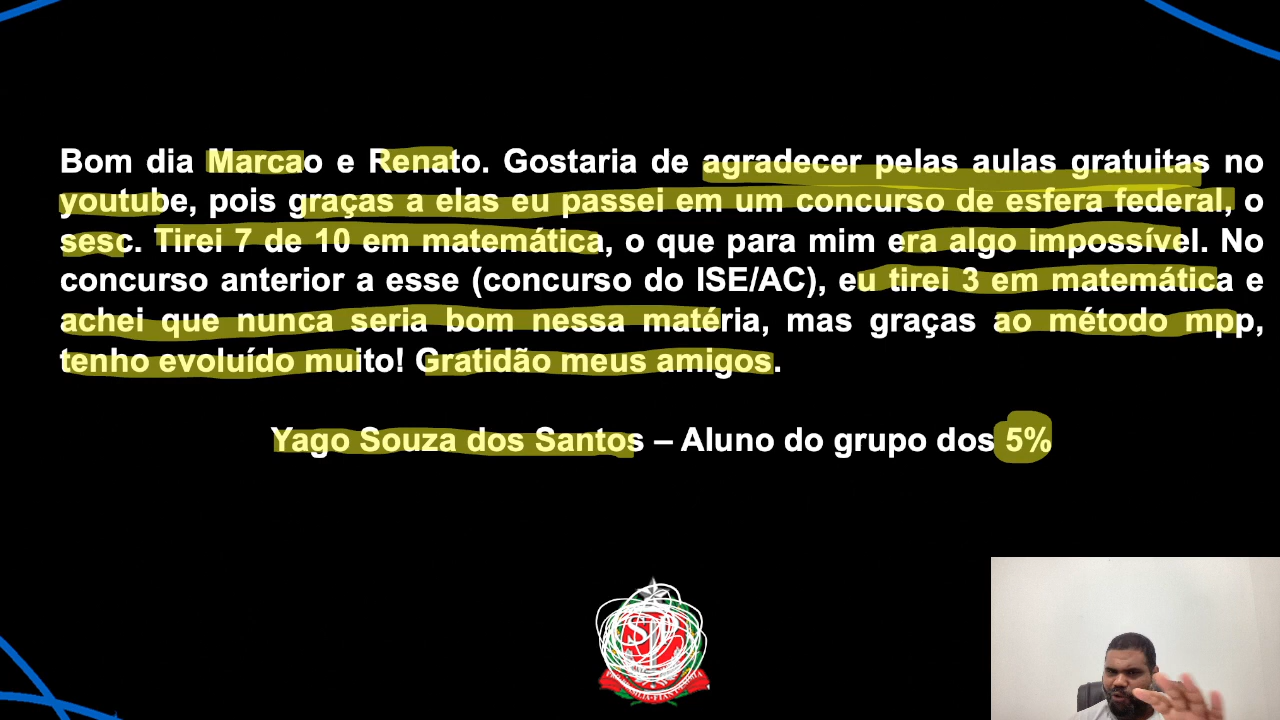 Bom dia Marcao e Renato. Gostaria de agradecer pelas aulas gratuitas no
youtube, pois graças a elas eu passei em um concurso de esfera federal, o
sesc. Tirei 7 de 10 em matemática, o que para mim era algo impossível. No
concurso anterior a esse (concurso do ISE/AC), eu tirei 3 em matemática e
achei que nunca seria bom nessa matéria, mas graças ao método mpp,
tenho evoluído muito! Gratidão meus amigos.
Yago Souza dos Santos – Aluno do grupo dos 5%
SP